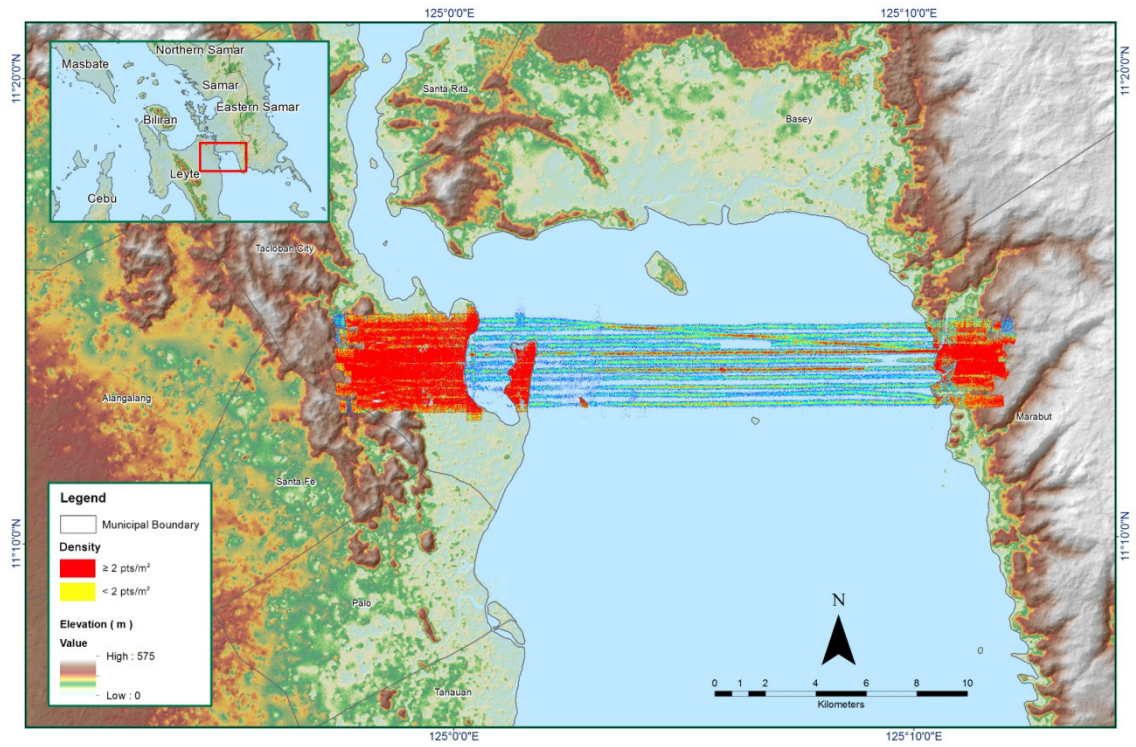 125°0'0"E
125°10'0"E
11°20'0"N
11°20'0"N
Northern Samar
Masbate
Samar
Eastern Samar
Biliran
Leyte
Cebu
Santa Rita
Basey
Tacloban City
Alangalang
Marabut
Santa Fe
11°10'0"N
11°10'0"N
Palo
Tanauan
Legend
Municipal Boundary
Density
≥ 2 pts/m²
< 2 pts/m²
Elevation ( m )
Value
High : 575
Low : 0
N
0 1 2 4 6 8 10
Kilometers
125°0'0"E
125°10'0"E